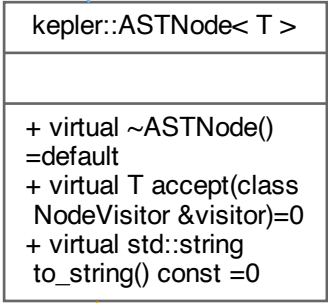 kepler::ASTNode< T >
+ virtual ~ASTNode()
=default
+ virtual T accept(class
NodeVisitor &visitor)=0
+ virtual std::string
to_string() const =0